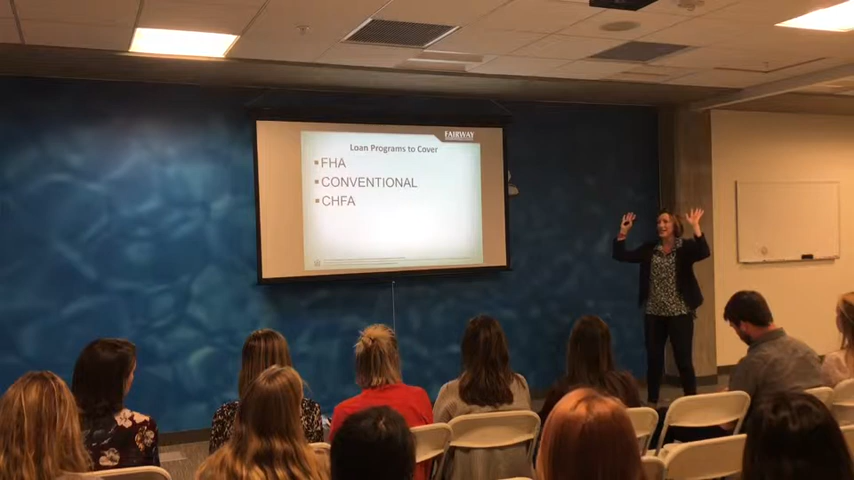 FAIRWAY
Loan Programs to Cover
▪FHA
▪CONVENTIONAL
▪CHFA